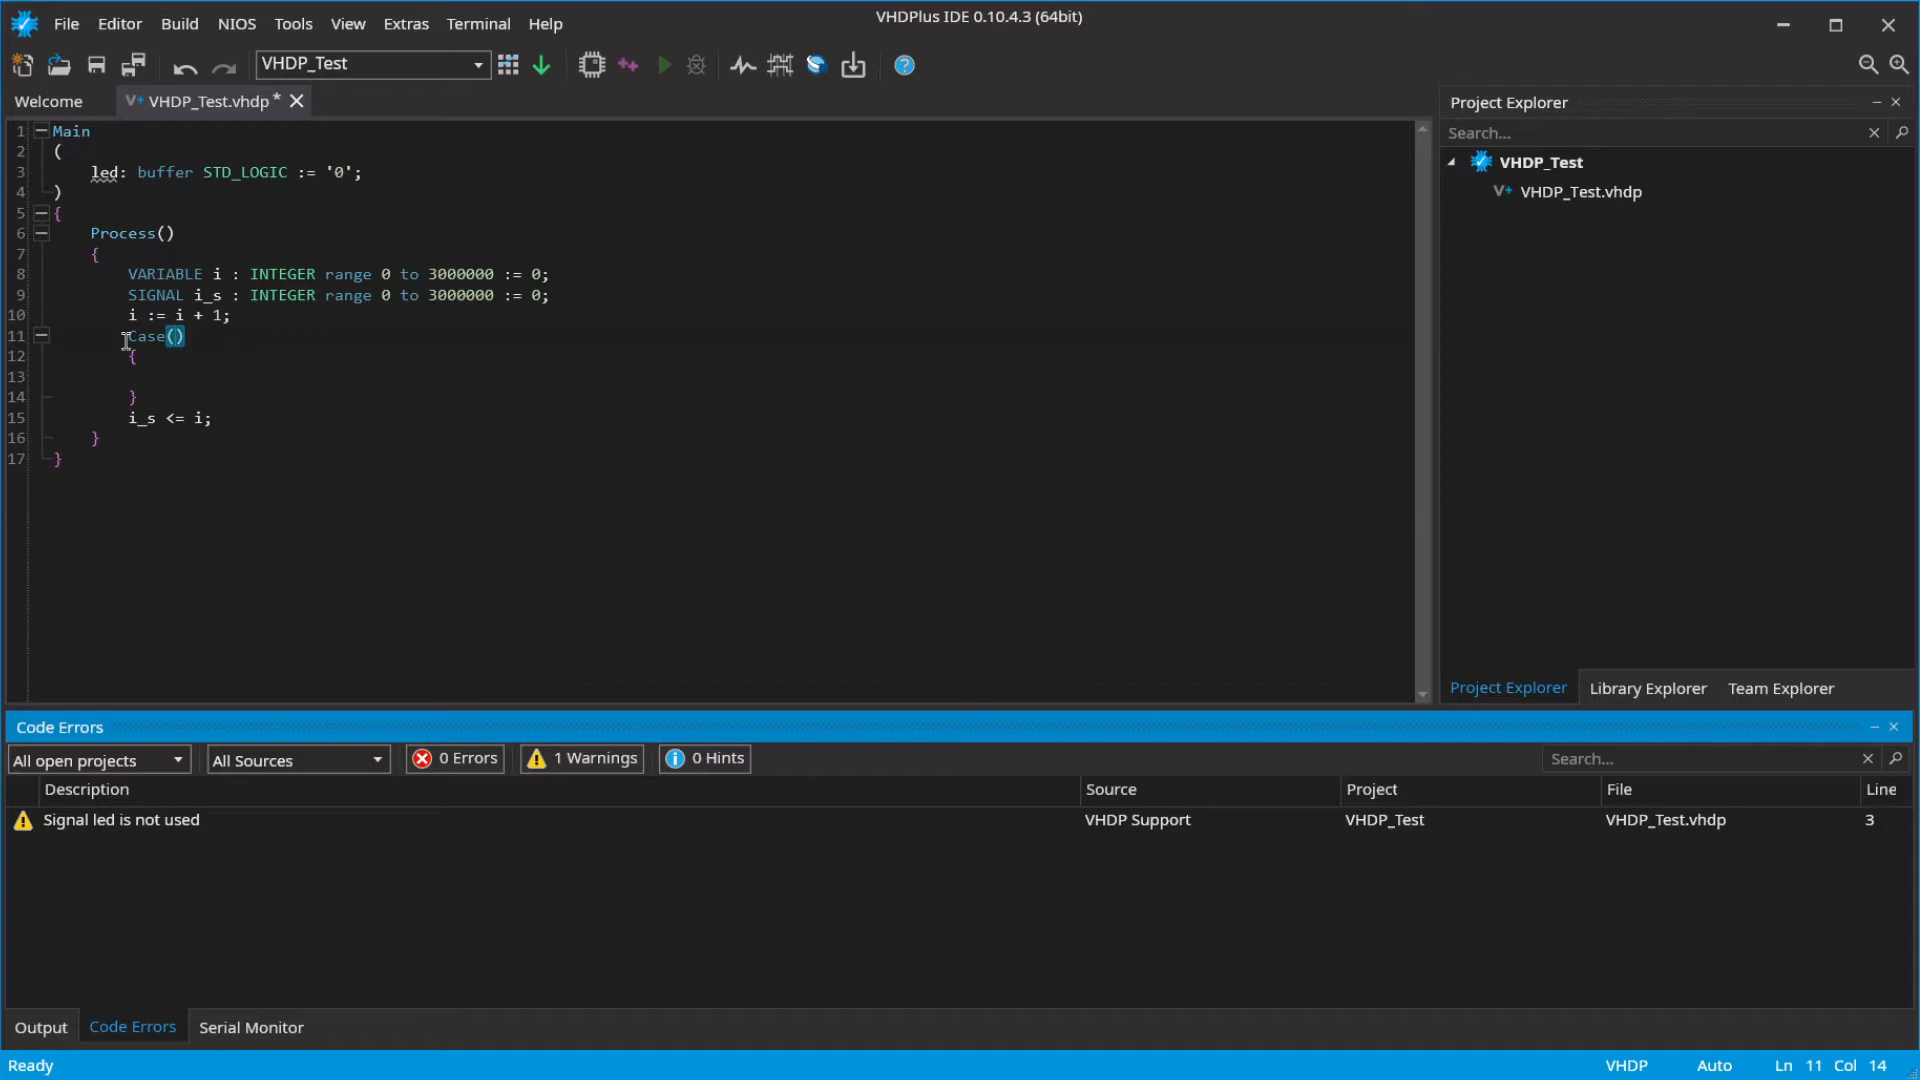 File Editor Build NIOS Tools View Extras Terminal Help VHDPlus IDE 0.10.4.3 (64bit)
VHDP_Test
Welcome V+ VHDP_Test.vhdp * Project Explorer
Search...
1 Main
2 (
3 led: buffer STD_LOGIC := '0';
4 )
5 {
6 Process()
7 {
8 VARIABLE i : INTEGER range 0 to 3000000 := 0;
9 SIGNAL i_s : INTEGER range 0 to 3000000 := 0;
10 i := i + 1;
11 Case()
12 {
13
14 }
15 i_s <= i;
16 }
17 }
VHDP_Test
V+ VHDP_Test.vhdp
Project Explorer Library Explorer Team Explorer
Code Errors
All open projects All Sources 0 Errors 1 Warnings 0 Hints Search...
Description Source Project File Line
Signal led is not used VHDP Support VHDP_Test VHDP_Test.vhdp 3
Output Code Errors Serial Monitor
Ready VHDP Auto Ln 11 Col 14